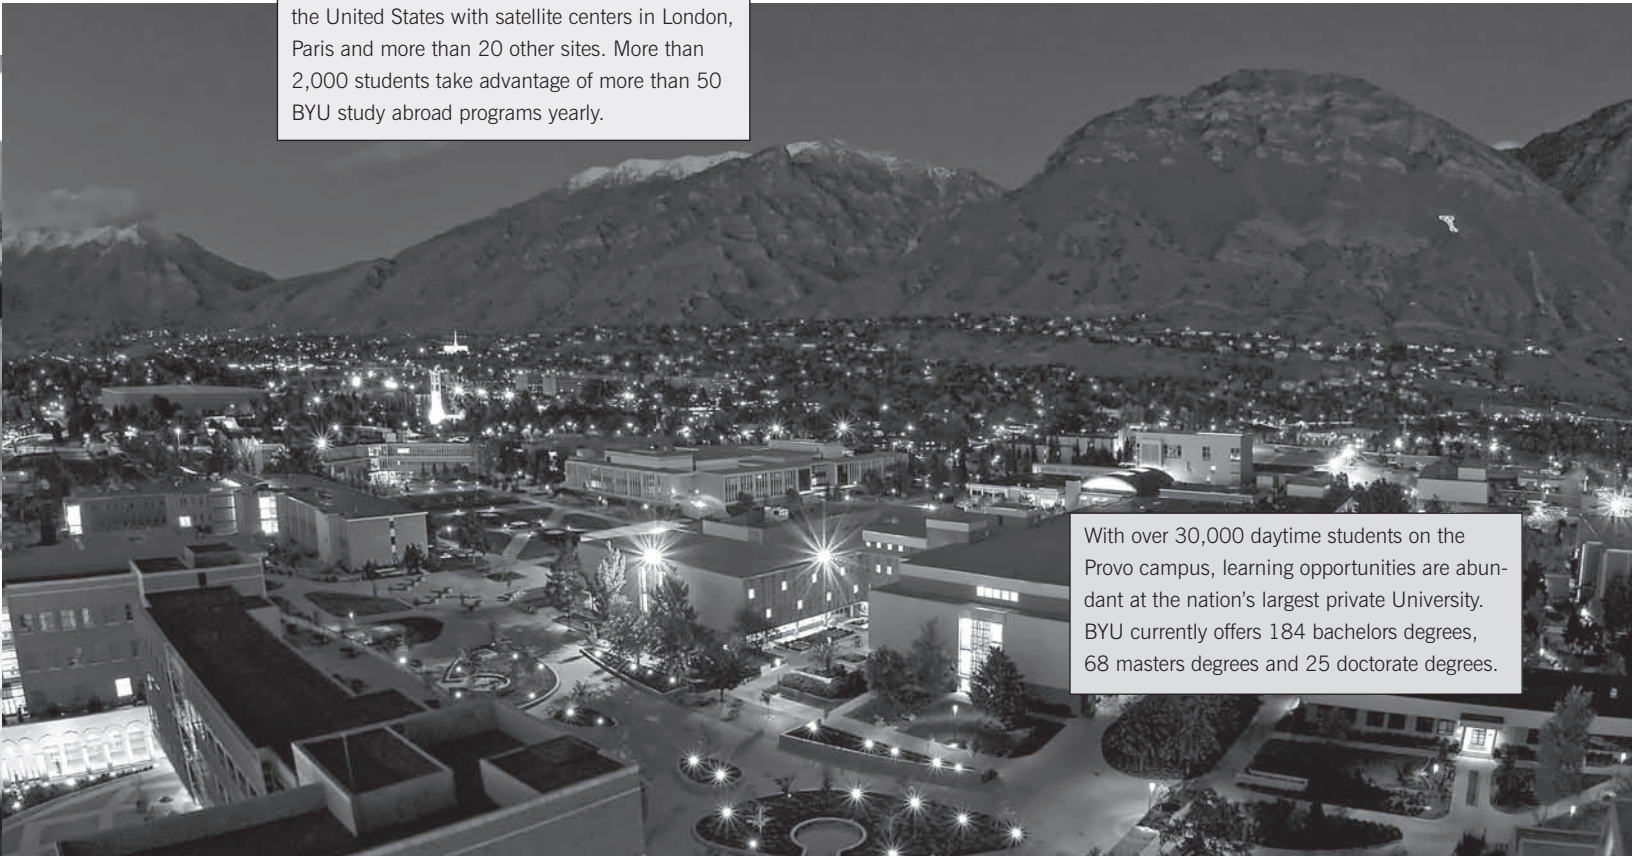 the United States with satellite centers in London,
Paris and more than 20 other sites. More than
2,000 students take advantage of more than 50
BYU study abroad programs yearly.
With over 30,000 daytime students on the
Provo campus, learning opportunities are abun-
dant at the nation’s largest private University.
BYU currently offers 184 bachelors degrees,
68 masters degrees and 25 doctorate degrees.